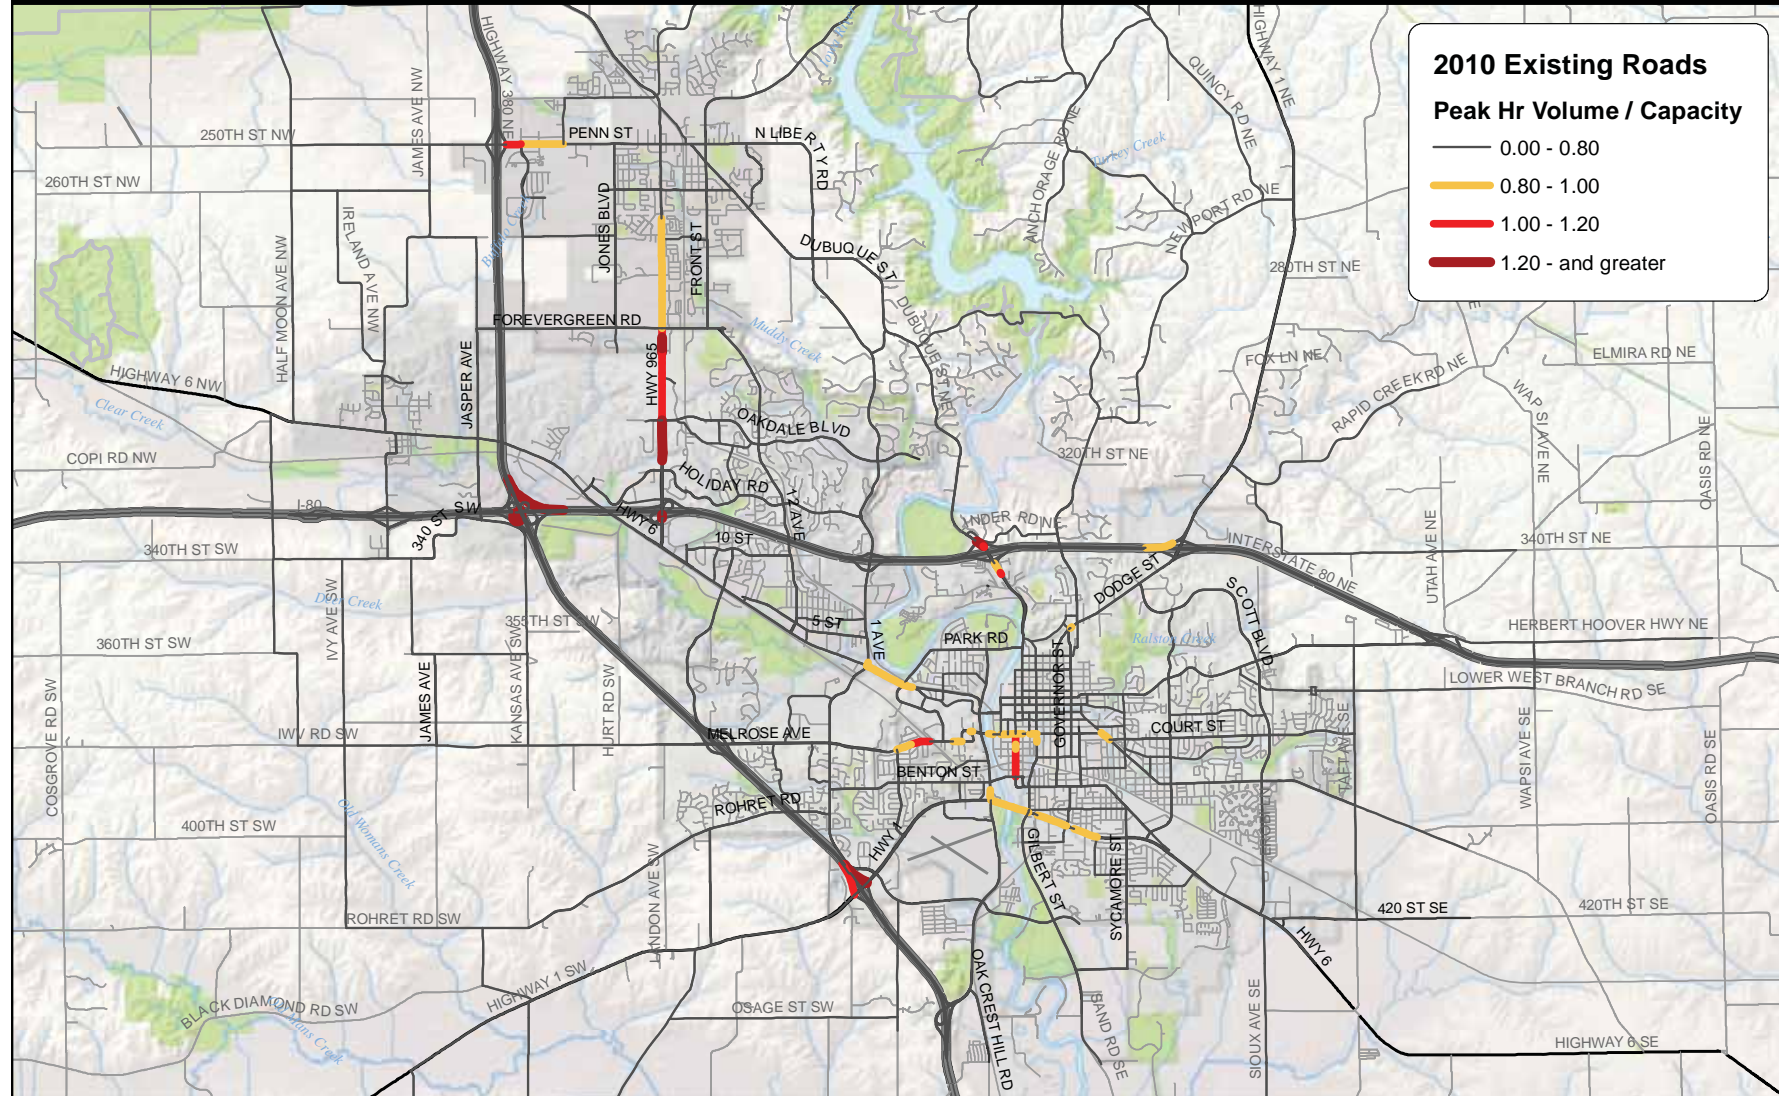 2010 Existing Roads
Peak Hr Volume / Capacity
0.00 - 0.80
0.80 - 1.00
1.00 - 1.20
1.20 - and greater
HIGHWAY 380 NE
HIGHWAY 1 NE
QUINCY RD NE
JAMES AVE NW
250TH ST NW
PENN ST
N LIBERTY RD
ANCHORAGE RD NE
Turkey Creek
260TH ST NW
IRELAND AVE NW
JONES BLVD
FRONT ST
NEWPORT RD NE
DUBUQUE ST
HALF MOON AVE NW
280TH ST NE
DUBUQUE ST NE
FOREVERGREEN RD
Muddy Creek
HIGHWAY 6 NW
JASPER AVE
HWY 965
FOX LN NE
ELMIRA RD NE
RAPID CREEK RD NE
WAPSI AVE NE
OASIS RD NE
Clear Creek
OAKDALE BLVD
COPI RD NW
320TH ST NE
HOLIDAY RD
12 AVE
I-80
340 ST SW
HWY 6
10 ST
340TH ST SW
INTERSTATE 80 NE
340TH ST NE
UTAH AVE NE
DODGE ST
SCOTT BLVD
IVY AVE SW
Deer Creek
355TH ST SW
5 ST
1 AVE
PARK RD
Ralston Creek
HERBERT HOOVER HWY NE
360TH ST SW
GOVERNOR ST
LOWER WEST BRANCH RD SE
COSGROVE RD SW
JAMES AVE
KANSAS AVE SW
HURT RD SW
IWV RD SW
MELROSE AVE
COURT ST
TAFT AVE SE
WAPSI AVE SE
OASIS RD SE
BENTON ST
ROHRET RD
400TH ST SW
Old Womans Creek
HWY 1
GILBERT ST
SYCAMORE ST
LANDON AVE SW
ROHRET RD SW
420 ST SE
420TH ST SE
HWY 6
HIGHWAY 1 SW
BLACK DIAMOND RD SW
OSAGE ST SW
OAK CREST HILL RD
SAND RD SE
SIOUX AVE SE
HIGHWAY 6 SE